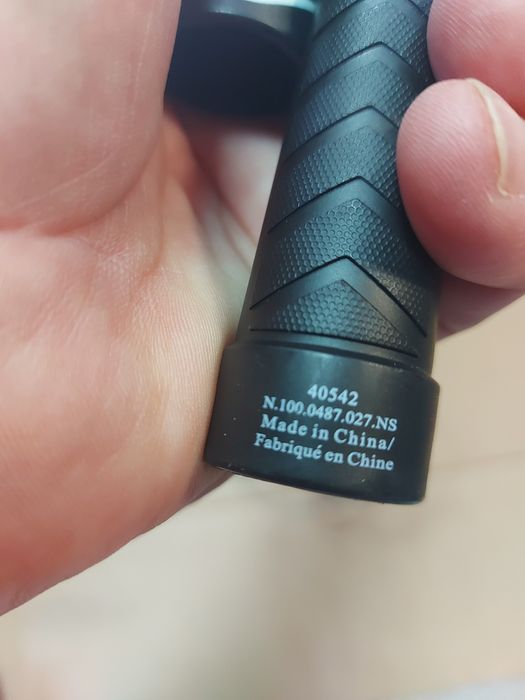 40542
N.100.0487.027.NS
Made in China/
Fabriqué en Chine